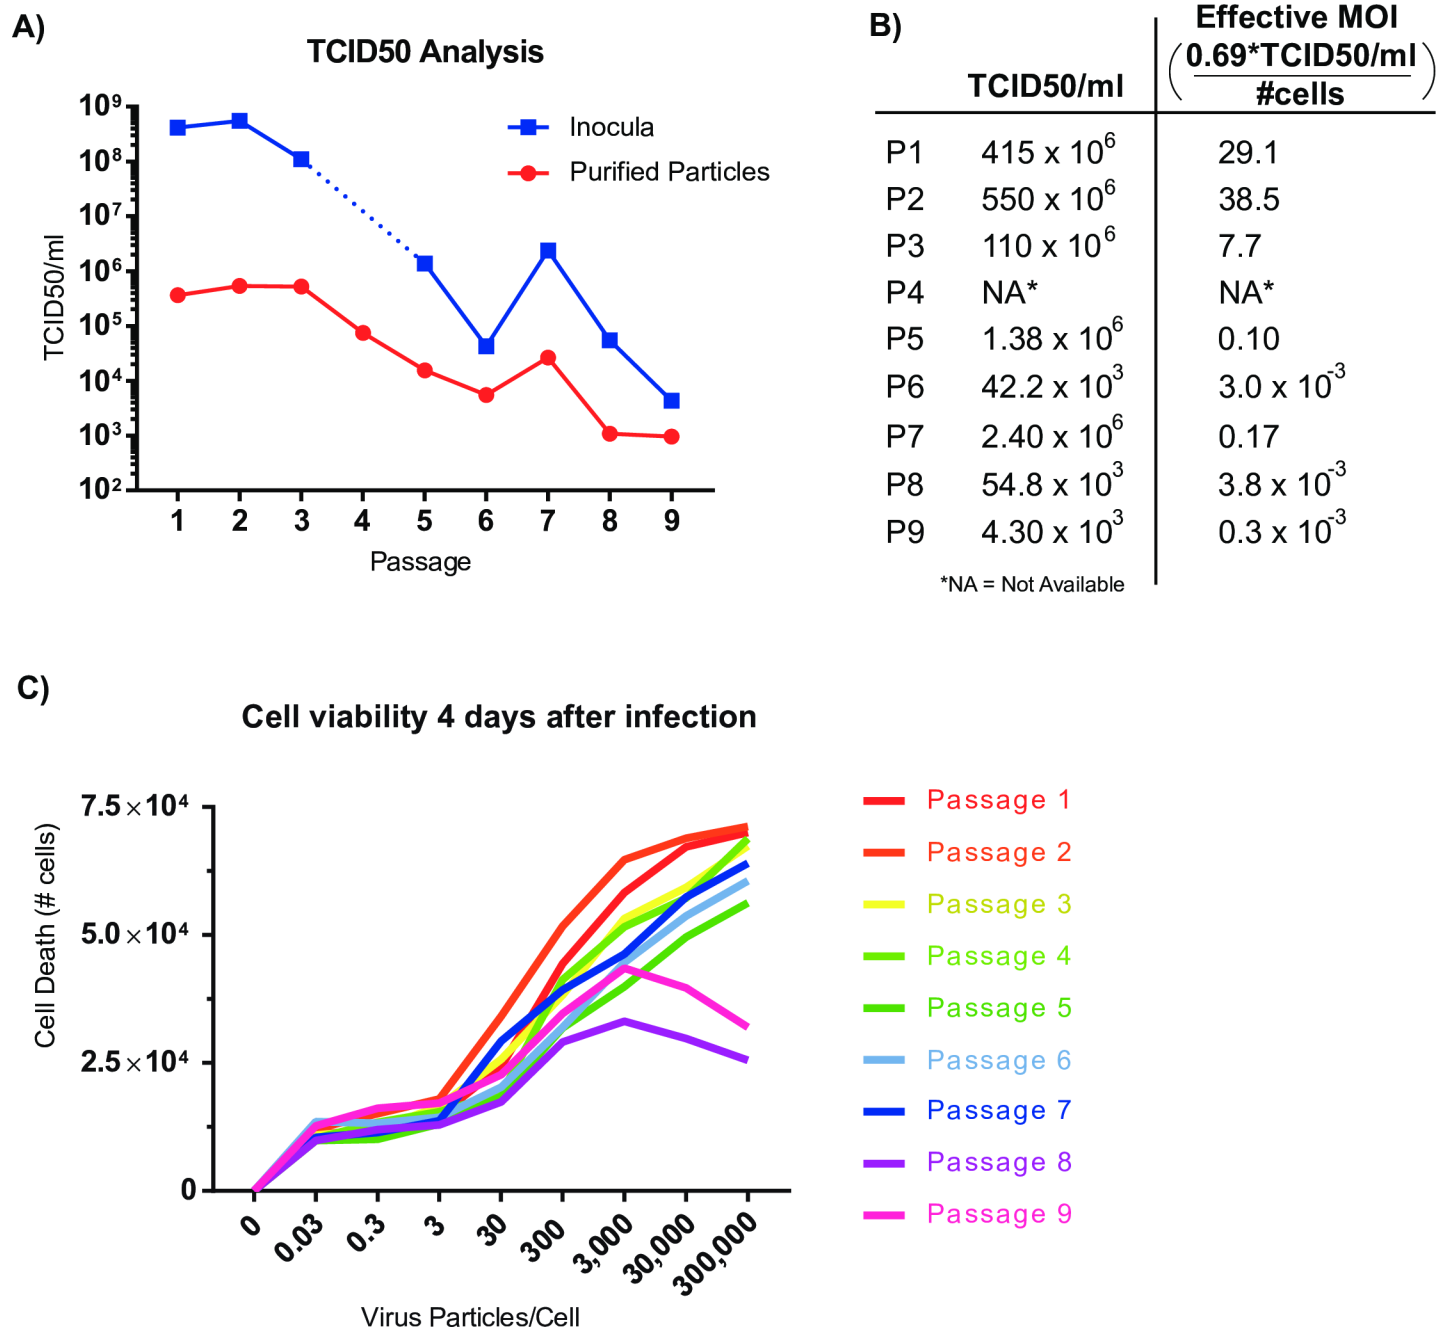 A)
TCID50 Analysis
10⁹
10⁸
10⁷
10⁶
10⁵
10⁴
10³
10²
TCID50/ml
1 2 3 4 5 6 7 8 9
Passage
Inocula
Purified Particles
B)
Effective MOI
TCID50/ml (0.69*TCID50/ml
#cells)
P1 415 x 10⁶ 29.1
P2 550 x 10⁶ 38.5
P3 110 x 10⁶ 7.7
P4 NA* NA*
P5 1.38 x 10⁶ 0.10
P6 42.2 x 10³ 3.0 x 10⁻³
P7 2.40 x 10⁶ 0.17
P8 54.8 x 10³ 3.8 x 10⁻³
P9 4.30 x 10³ 0.3 x 10⁻³
*NA = Not Available
C)
Cell viability 4 days after infection
7.5×10⁴
5.0×10⁴
2.5×10⁴
0
Cell Death (# cells)
0 0.03 0.3 3 30 300 3,000 30,000 300,000
Virus Particles/Cell
Passage 1
Passage 2
Passage 3
Passage 4
Passage 5
Passage 6
Passage 7
Passage 8
Passage 9